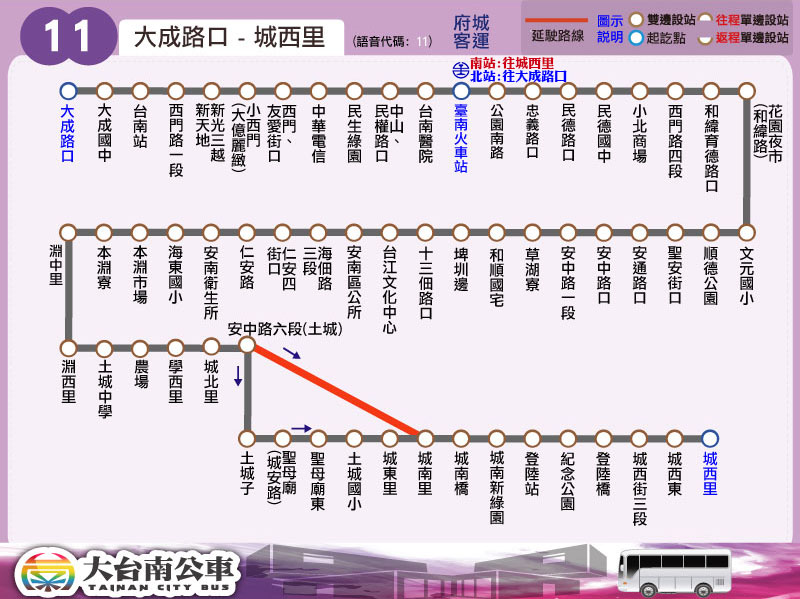 11
大成路口 - 城西里
(語音代碼: 11)
府城
客運
延駛路線
圖示
說明
雙邊設站
起訖點
往程單邊設站
返程單邊設站
南站:往城西里
北站:往大成路口
大成路口
大成國中
台南站
西門路一段
新光三越
新天地
小西門
(大億麗緻)
西門、
友愛街口
中華電信
民生綠園
中山、
民權路口
台南醫院
臺南火車站
公園南路
忠義路口
民德路口
民德國中
小北商場
西門路四段
和緯育德路口
花園夜市
(和緯路)
淵中里
本淵寮
本淵市場
海東國小
安南衛生所
仁安路
仁安四
街口
海佃路
三段
安南區公所
台江文化中心
十三佃路口
埤圳邊
和順國宅
草湖寮
安中路一段
安中路口
安通路口
聖安街口
順德公園
文元國小
安中路六段(土城)
淵西里
土城中學
農場
學西里
城北里
土城子
聖母廟
(城安路)
聖母廟東
土城國小
城東里
城南里
城南橋
城南新綠園
登陸站
紀念公園
登陸橋
城西街三段
城西東
城西里
大台南公車
TAINAN CITY BUS